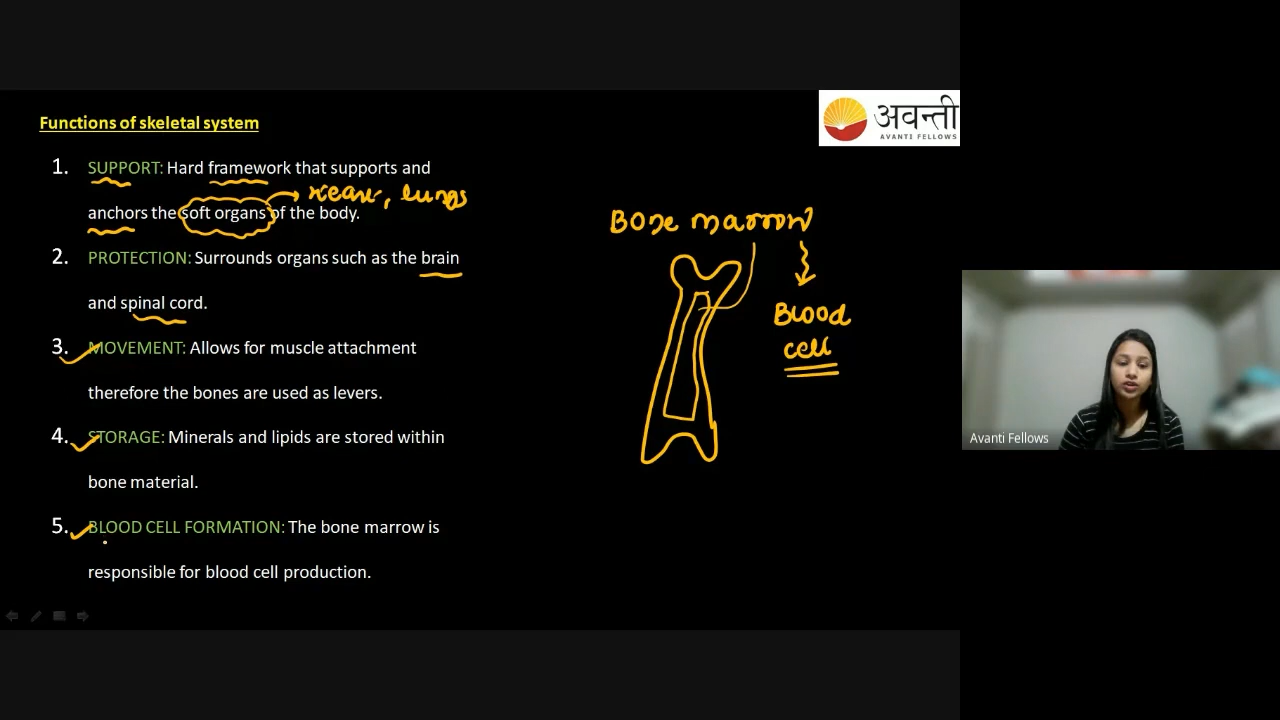 Functions of skeletal system
अवन्ती
AVANTI FELLOWS
1. SUPPORT: Hard framework that supports and
heart, lungs
anchors the soft organs of the body.
2. PROTECTION: Surrounds organs such as the brain
and spinal cord.
3. MOVEMENT: Allows for muscle attachment
therefore the bones are used as levers.
4. STORAGE: Minerals and lipids are stored within
bone material.
5. BLOOD CELL FORMATION: The bone marrow is
responsible for blood cell production.
Bone marrow
Blood
cell
Avanti Fellows